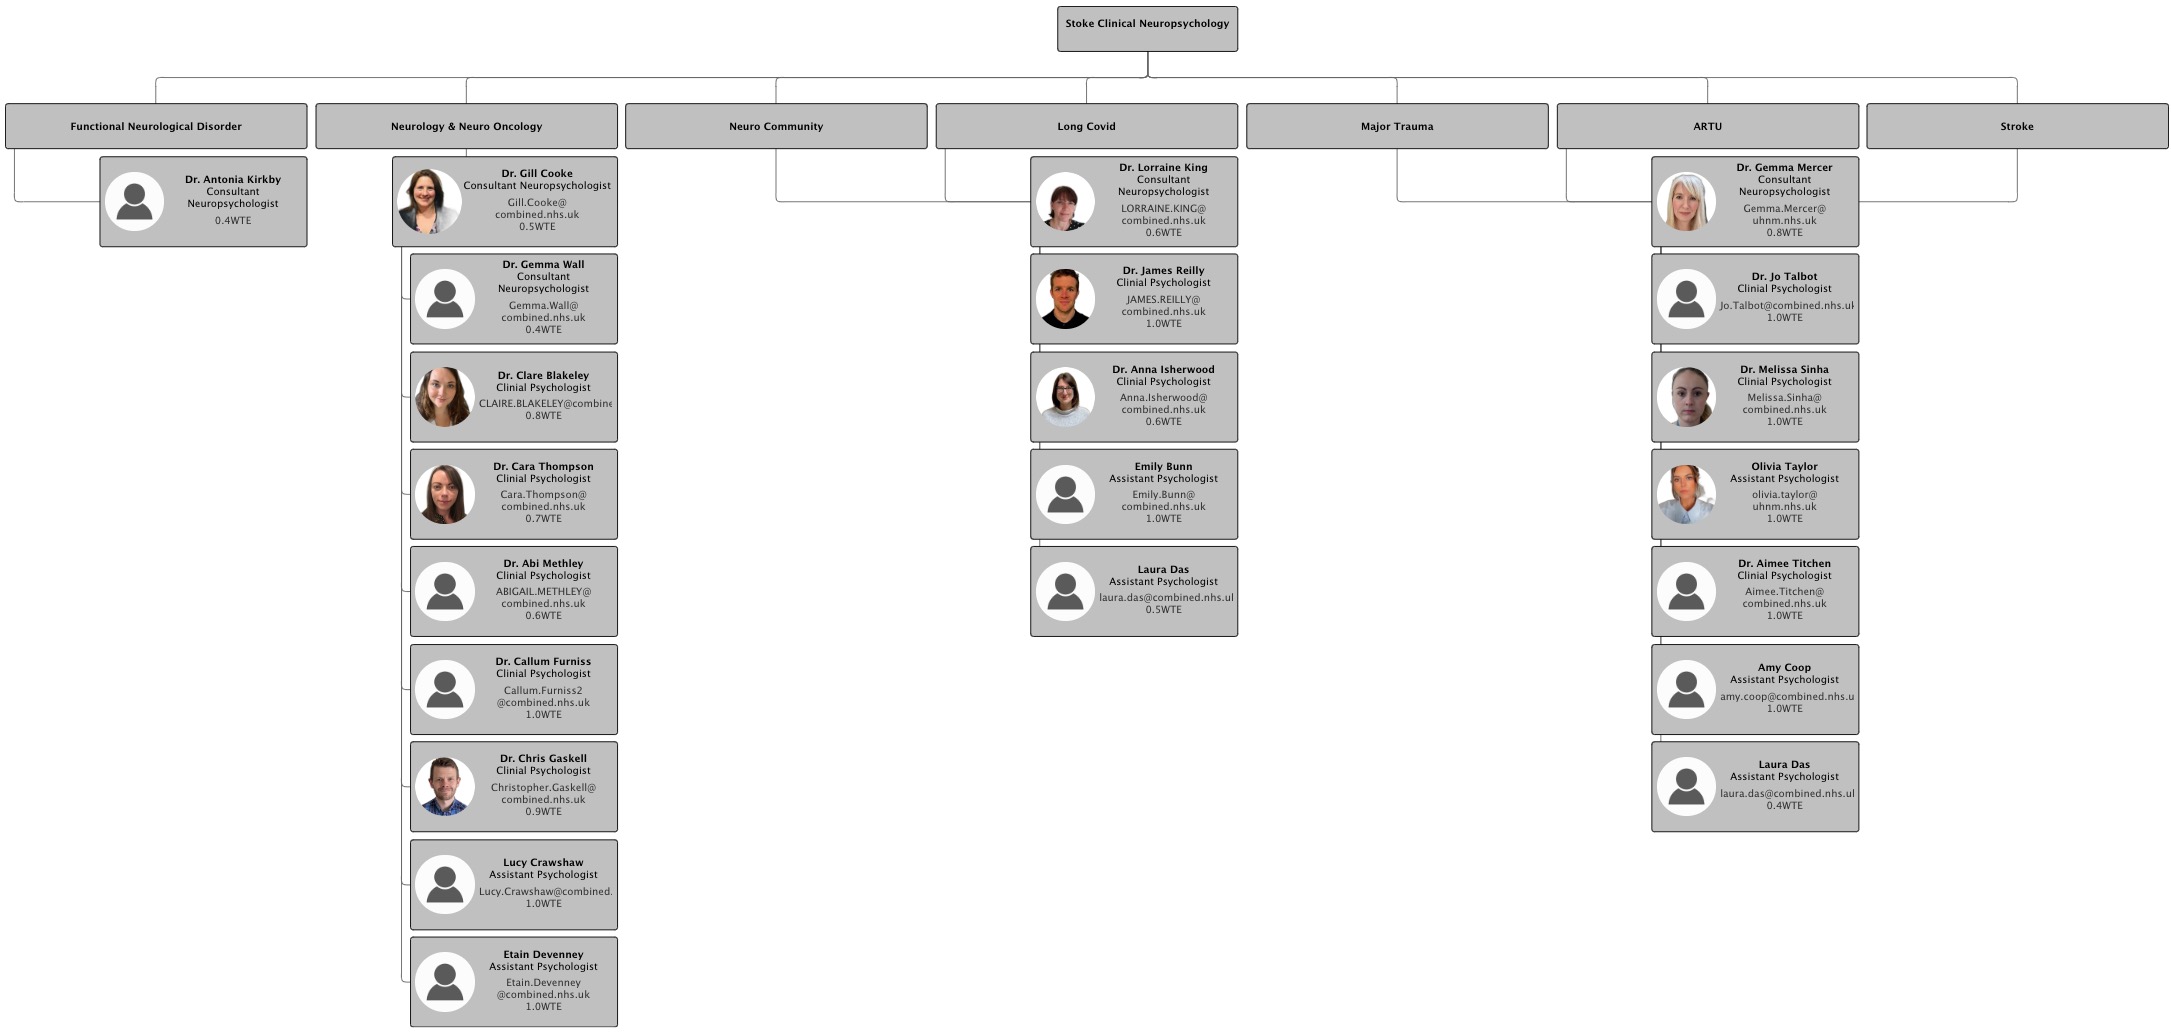 Stoke Clinical Neuropsychology
Functional Neurological Disorder
Neurology & Neuro Oncology
Neuro Community
Long Covid
Major Trauma
ARTU
Stroke
Dr. Antonia Kirkby
Consultant
Neuropsychologist
0.4WTE
Dr. Gill Cooke
Consultant Neuropsychologist
Gill.Cooke@
combined.nhs.uk
0.5WTE
Dr. Gemma Wall
Consultant
Neuropsychologist
Gemma.Wall@
combined.nhs.uk
0.4WTE
Dr. Clare Blakeley
Clinial Psychologist
CLAIRE.BLAKELEY@combine
0.8WTE
Dr. Cara Thompson
Clinial Psychologist
Cara.Thompson@
combined.nhs.uk
0.7WTE
Dr. Abi Methley
Clinial Psychologist
ABIGAIL.METHLEY@
combined.nhs.uk
0.6WTE
Dr. Callum Furniss
Clinial Psychologist
Callum.Furniss2
@combined.nhs.uk
1.0WTE
Dr. Chris Gaskell
Clinial Psychologist
Christopher.Gaskell@
combined.nhs.uk
0.9WTE
Lucy Crawshaw
Assistant Psychologist
Lucy.Crawshaw@combined.
1.0WTE
Etain Devenney
Assistant Psychologist
Etain.Devenney
@combined.nhs.uk
1.0WTE
Dr. Lorraine King
Consultant
Neuropsychologist
LORRAINE.KING@
combined.nhs.uk
0.6WTE
Dr. James Reilly
Clinial Psychologist
JAMES.REILLY@
combined.nhs.uk
1.0WTE
Dr. Anna Isherwood
Clinial Psychologist
Anna.Isherwood@
combined.nhs.uk
0.6WTE
Emily Bunn
Assistant Psychologist
Emily.Bunn@
combined.nhs.uk
1.0WTE
Laura Das
Assistant Psychologist
laura.das@combined.nhs.ul
0.5WTE
Dr. Gemma Mercer
Consultant
Neuropsychologist
Gemma.Mercer@
uhnm.nhs.uk
0.8WTE
Dr. Jo Talbot
Clinial Psychologist
Jo.Talbot@combined.nhs.uk
1.0WTE
Dr. Melissa Sinha
Clinial Psychologist
Melissa.Sinha@
combined.nhs.uk
1.0WTE
Olivia Taylor
Assistant Psychologist
olivia.taylor@
uhnm.nhs.uk
1.0WTE
Dr. Aimee Titchen
Clinial Psychologist
Aimee.Titchen@
combined.nhs.uk
1.0WTE
Amy Coop
Assistant Psychologist
amy.coop@combined.nhs.u
1.0WTE
Laura Das
Assistant Psychologist
laura.das@combined.nhs.ul
0.4WTE